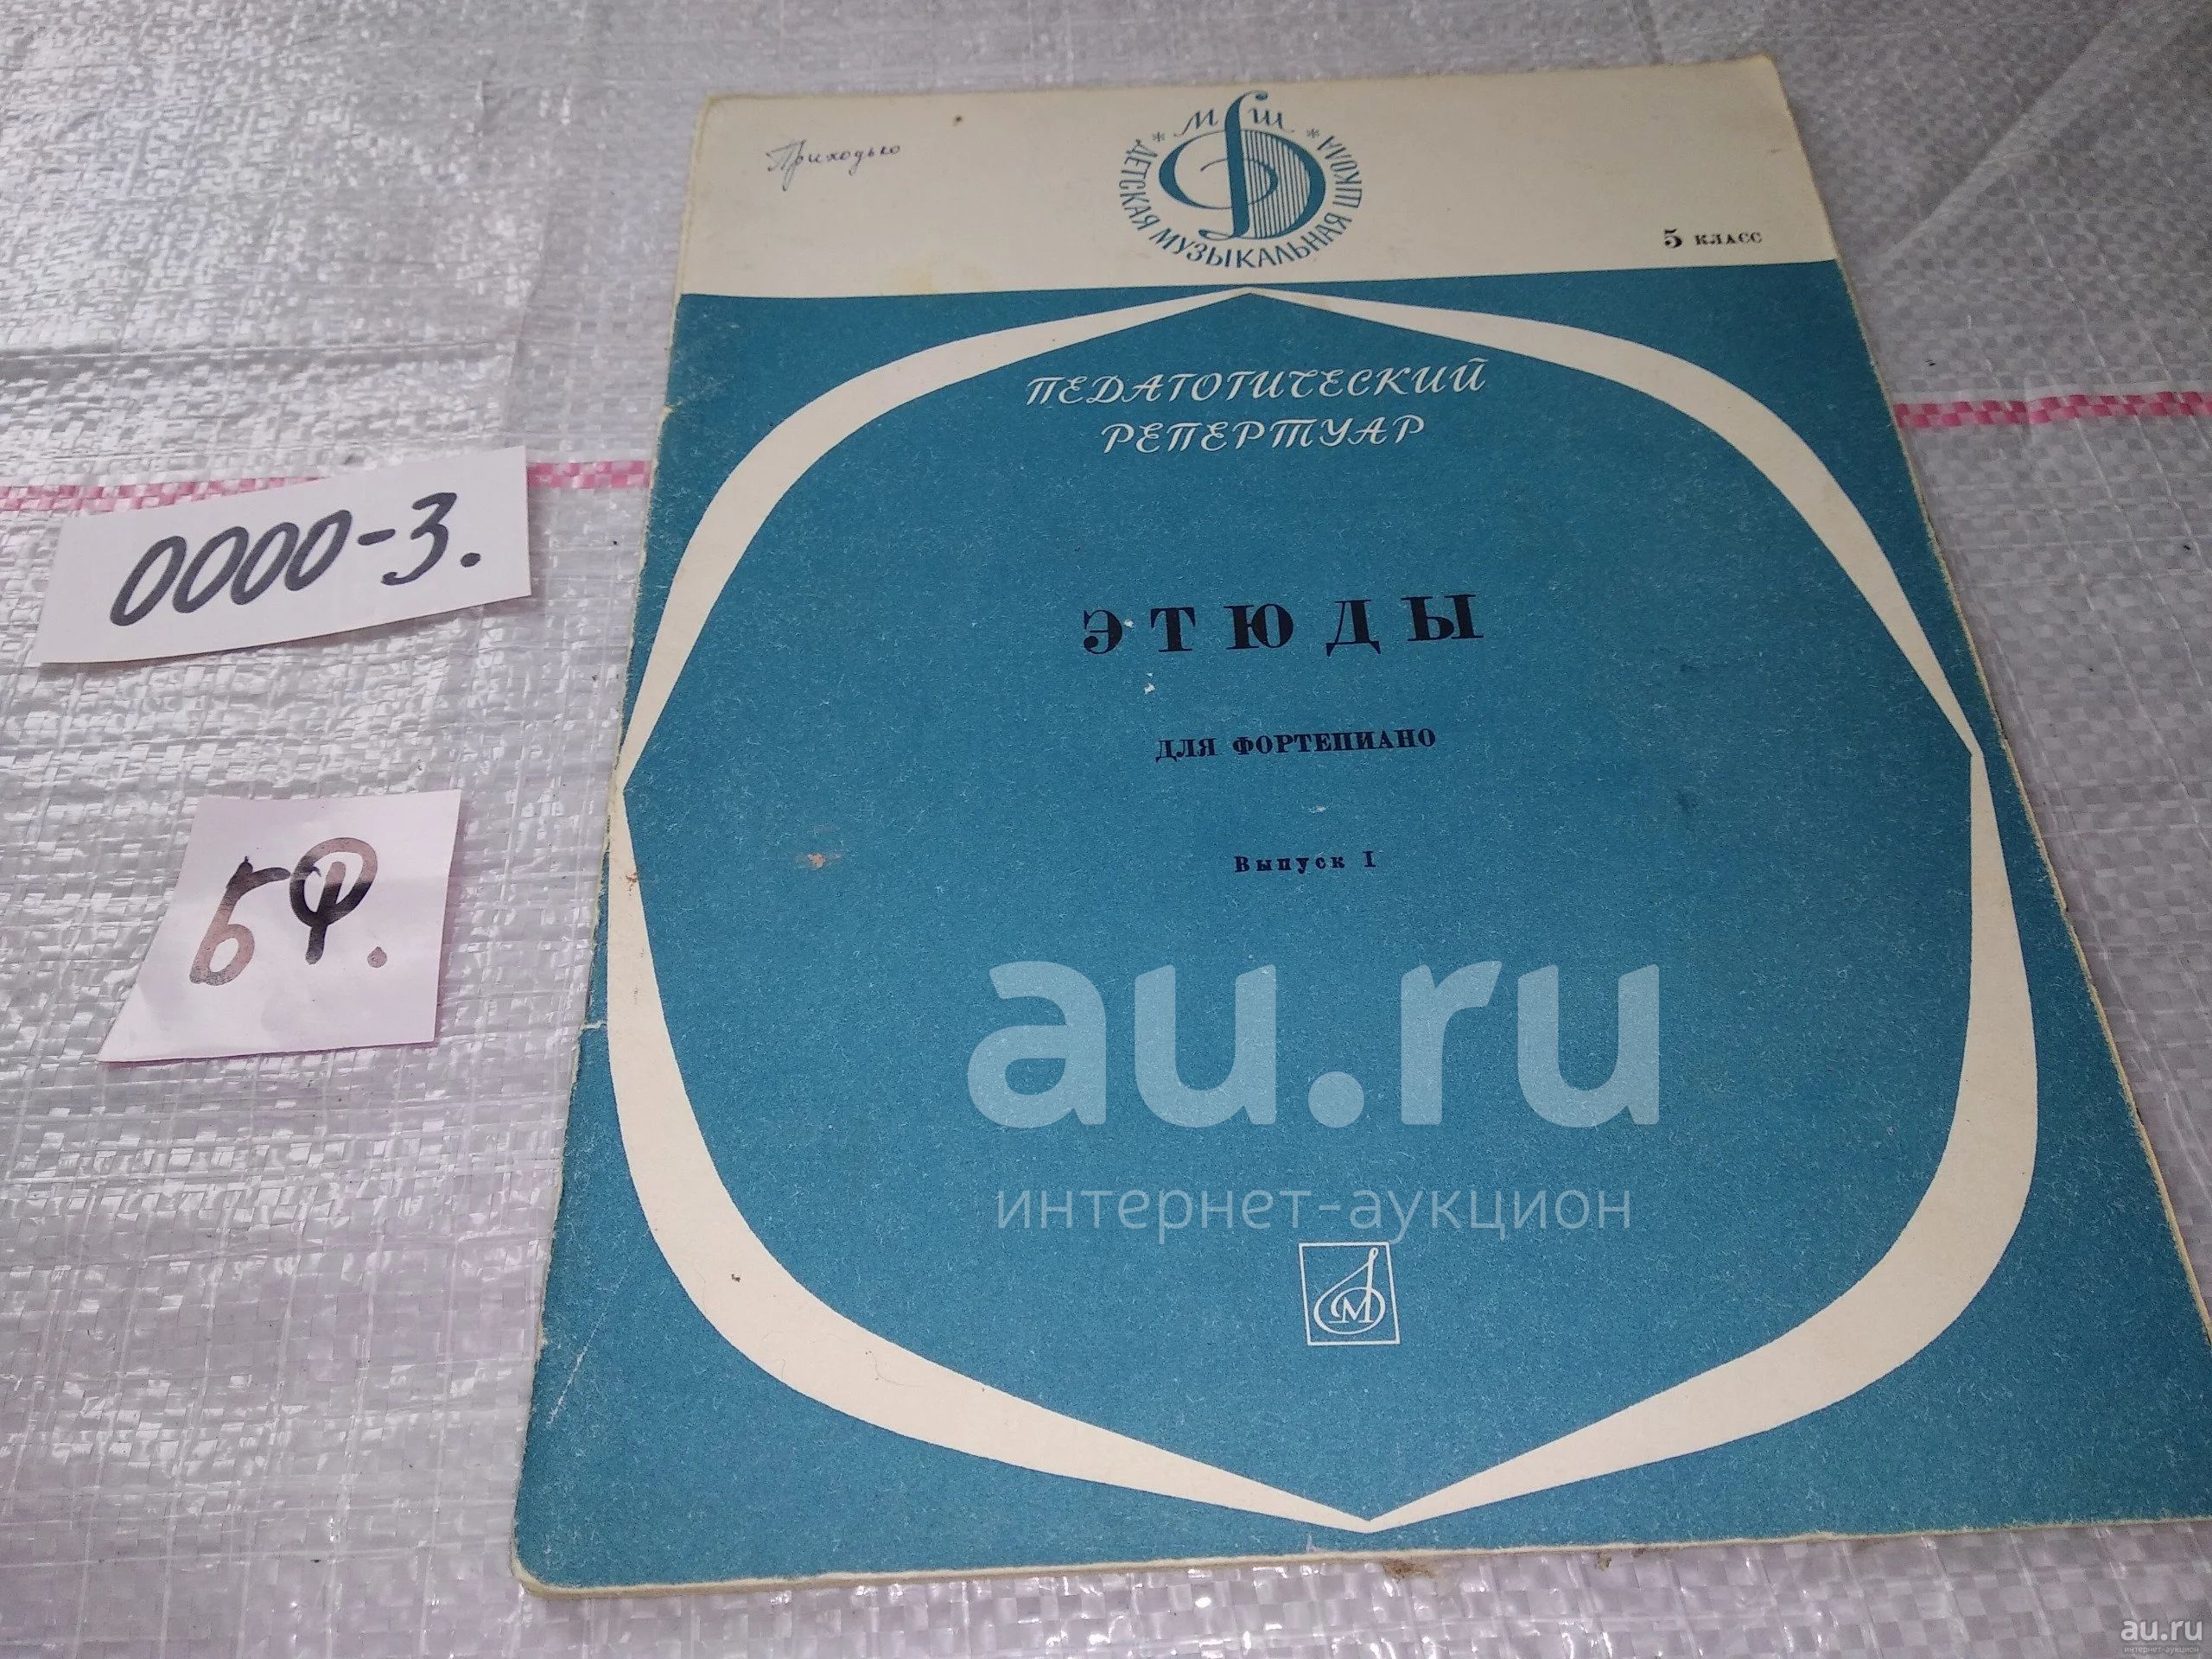 Приходько
МДШ
* ДЕТСКАЯ МУЗЫКАЛЬНАЯ ШКОЛА *
5 КЛАСС
ПЕДАГОГИЧЕСКИЙ
РЕПЕРТУАР
0000-3.
ЭТЮДЫ
ДЛЯ ФОРТЕПИАНО
Выпуск I
БФ.
au.ru
интернет-аукцион
М
au.ru
интернет-аукцион